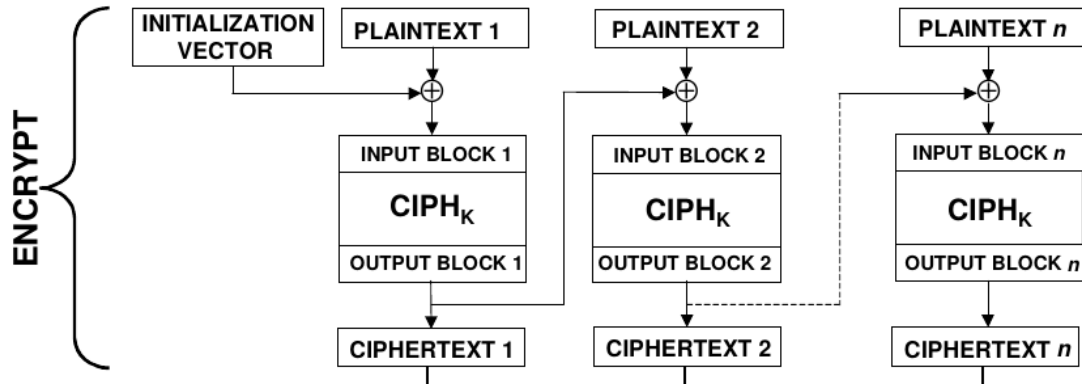 ENCRYPT
INITIALIZATION
VECTOR
PLAINTEXT 1
PLAINTEXT 2
PLAINTEXT n
INPUT BLOCK 1
INPUT BLOCK 2
INPUT BLOCK n
CIPHK
CIPHK
CIPHK
OUTPUT BLOCK 1
OUTPUT BLOCK 2
OUTPUT BLOCK n
CIPHERTEXT 1
CIPHERTEXT 2
CIPHERTEXT n